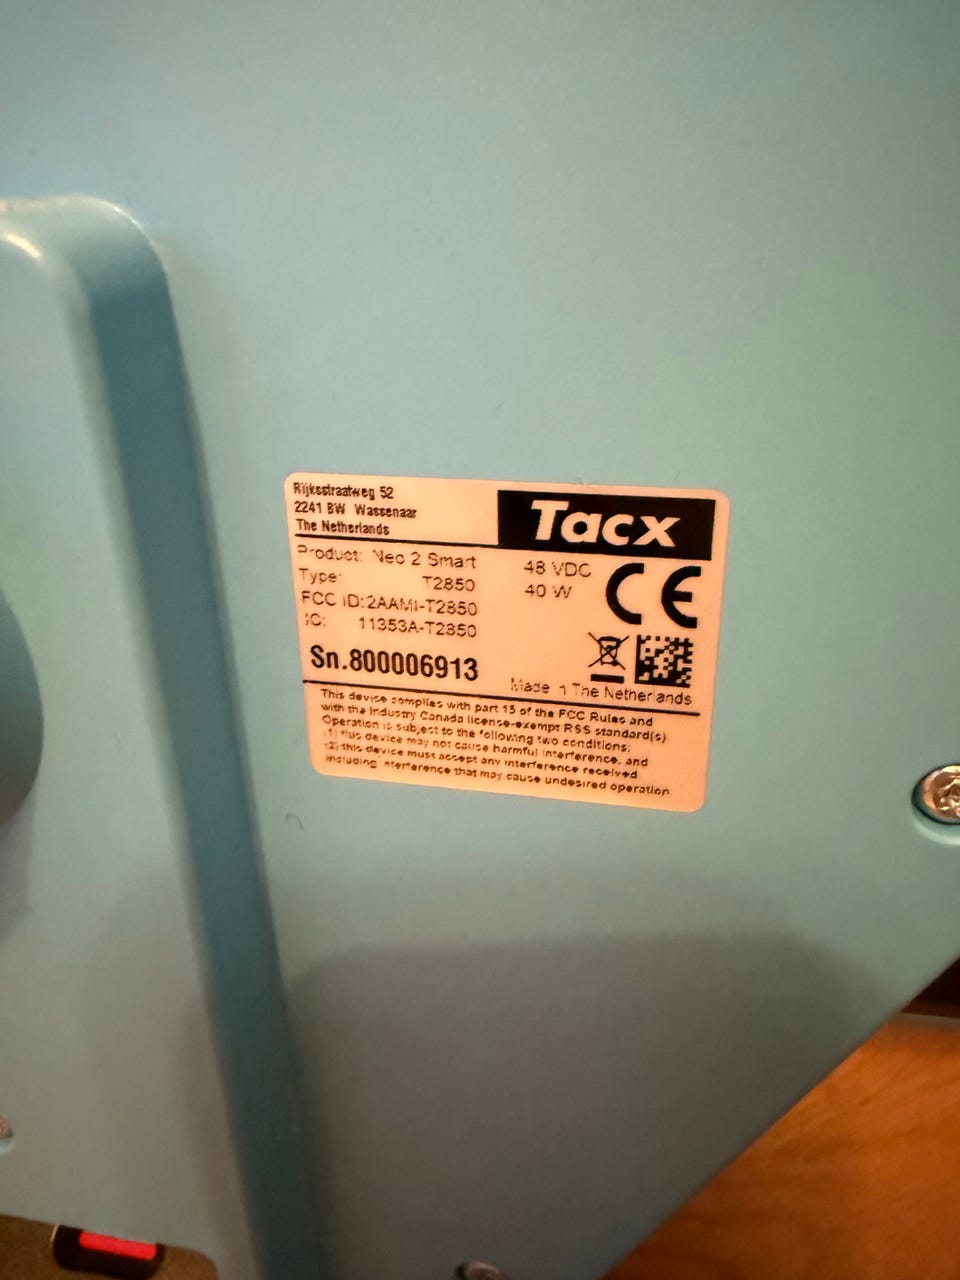 Rijksstraatweg 52
2241 BW Wassenaar
The Netherlands
Tacx
Product: Neo 2 Smart
Type: T2850
FCC ID:2AAMI-T2850
IC: 11353A-T2850
48 VDC
40 W
CE
Sn.800006913
Made in The Netherlands
This device complies with part 15 of the FCC Rules and
with the Industry Canada license-exempt RSS standard(s)
Operation is subject to the following two conditions:
(1) this device may not cause harmful interference, and
(2) this device must accept any interference received
including interference that may cause undesired operation